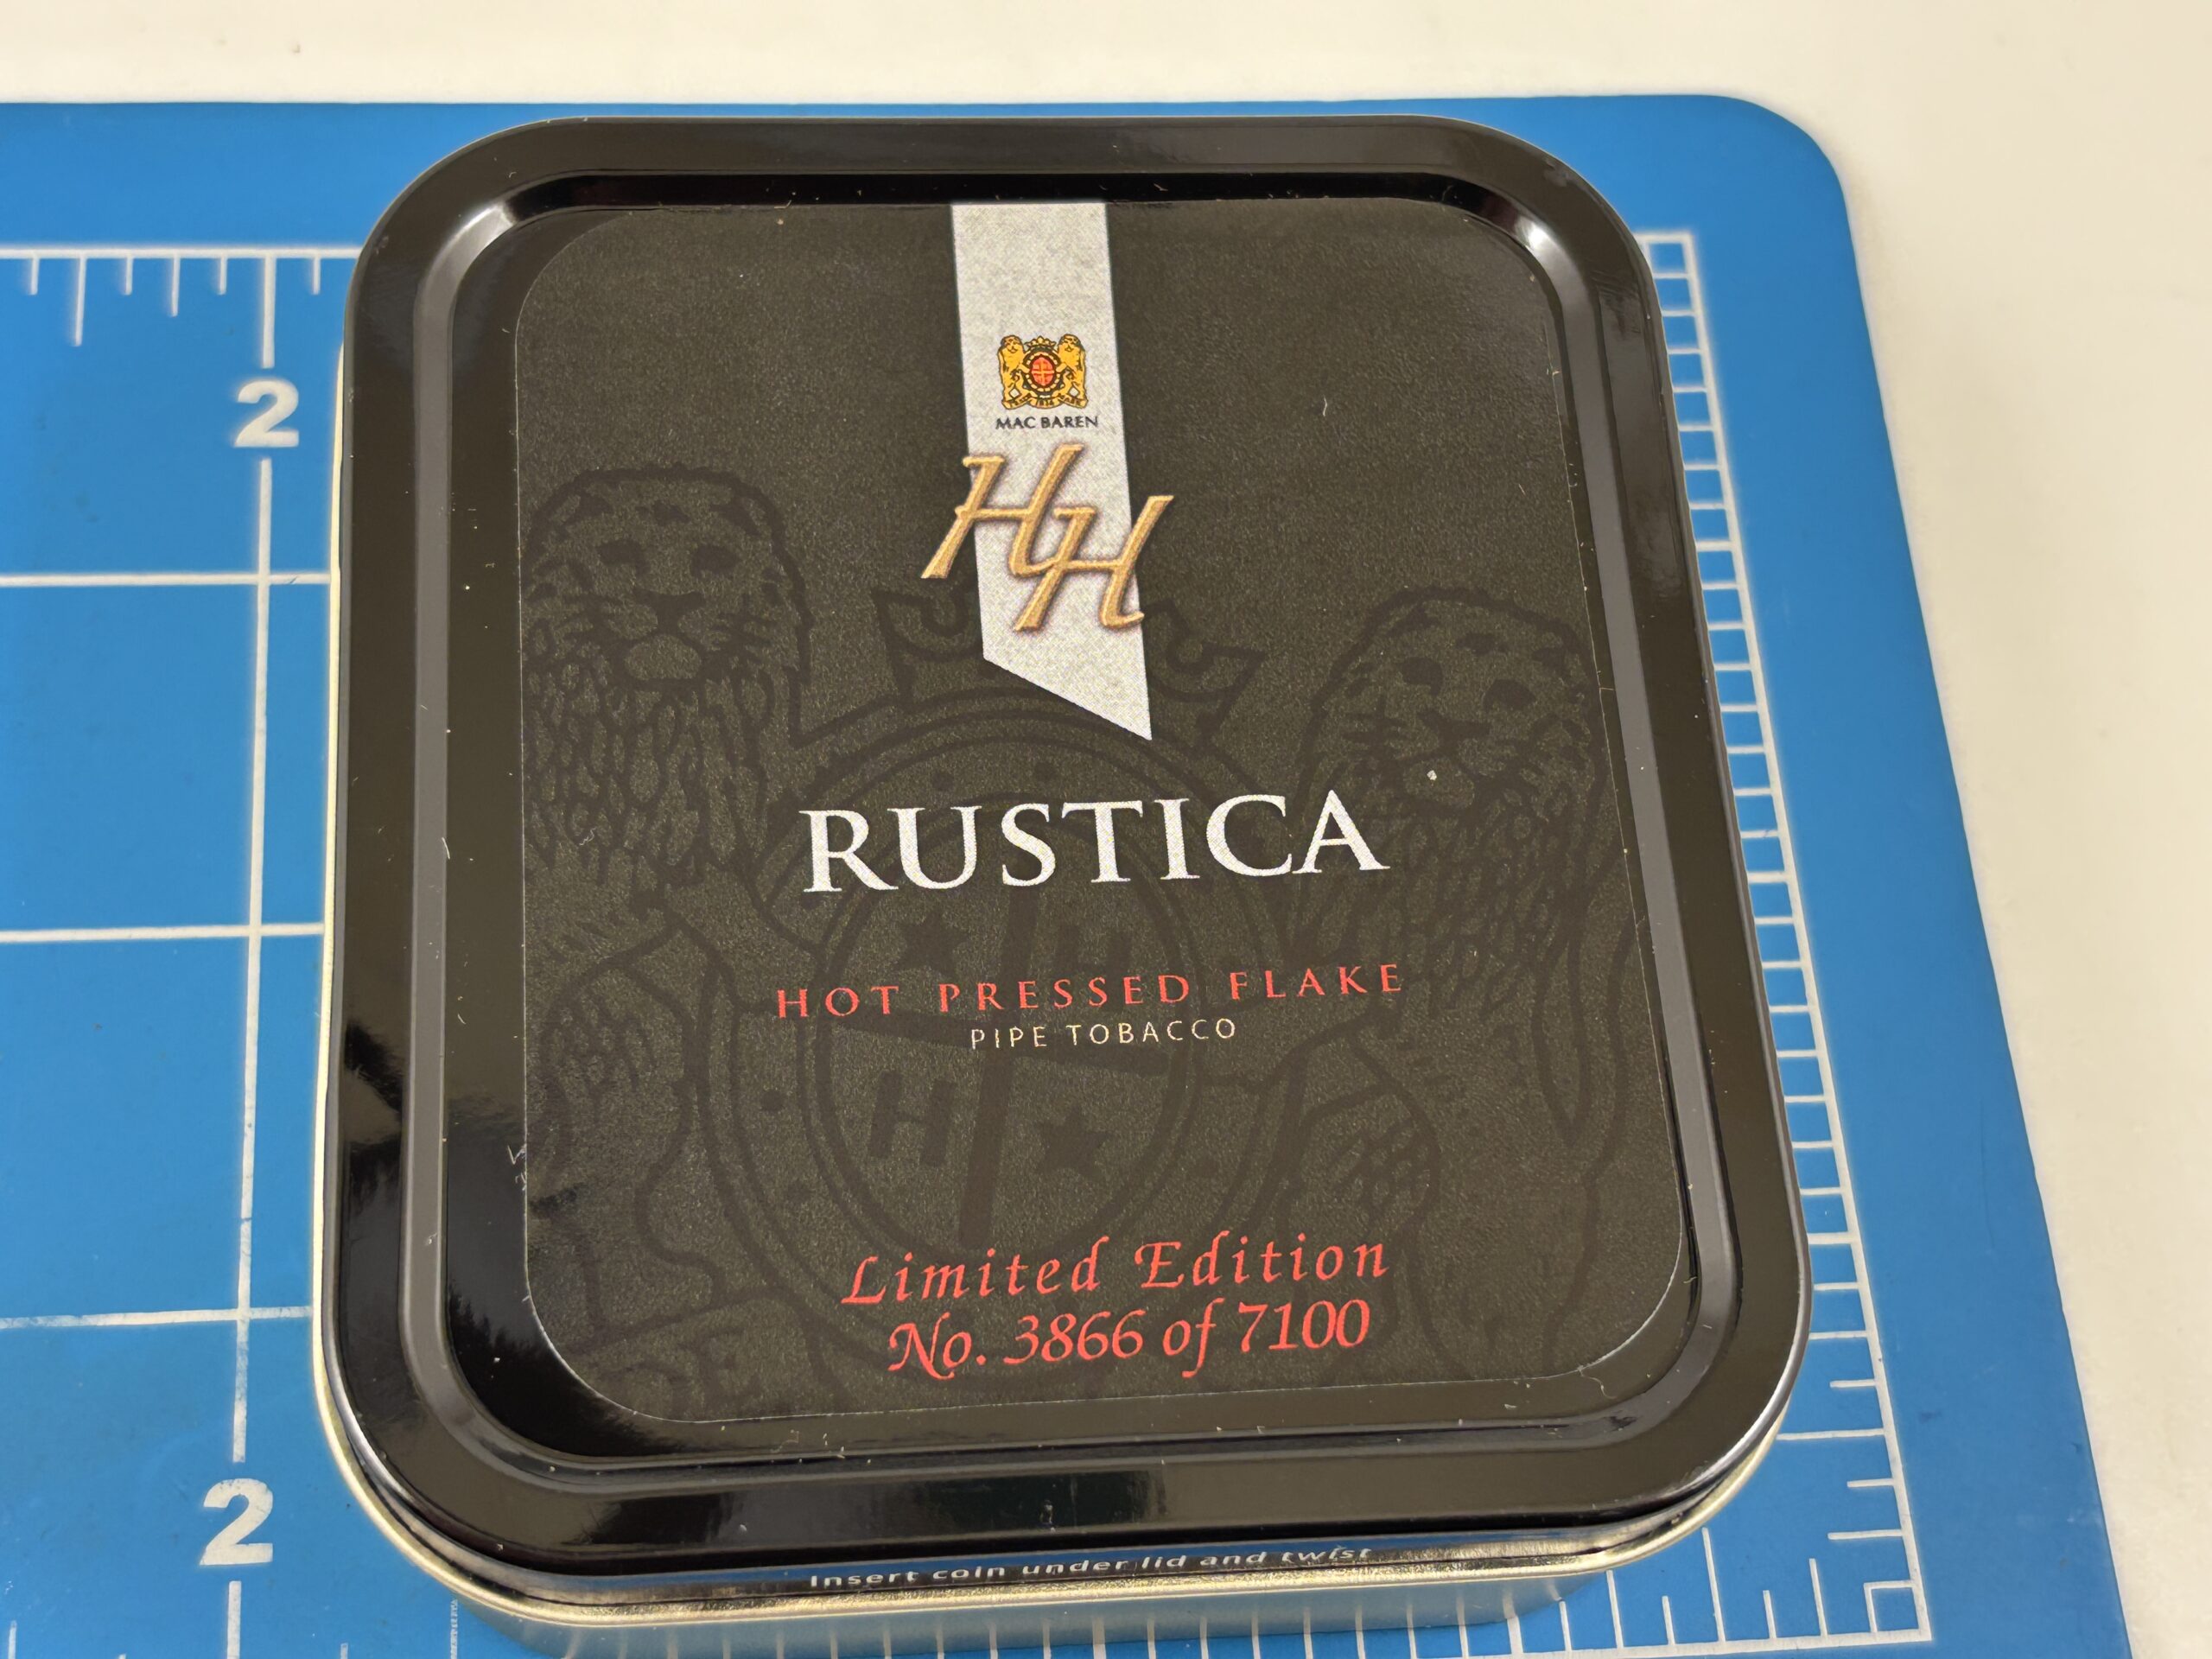 MAC BAREN
HH
RUSTICA
HOT PRESSED FLAKE
PIPE TOBACCO
Limited Edition
No. 3866 of 7100
Insert coin under lid and twist
2
2
H
H